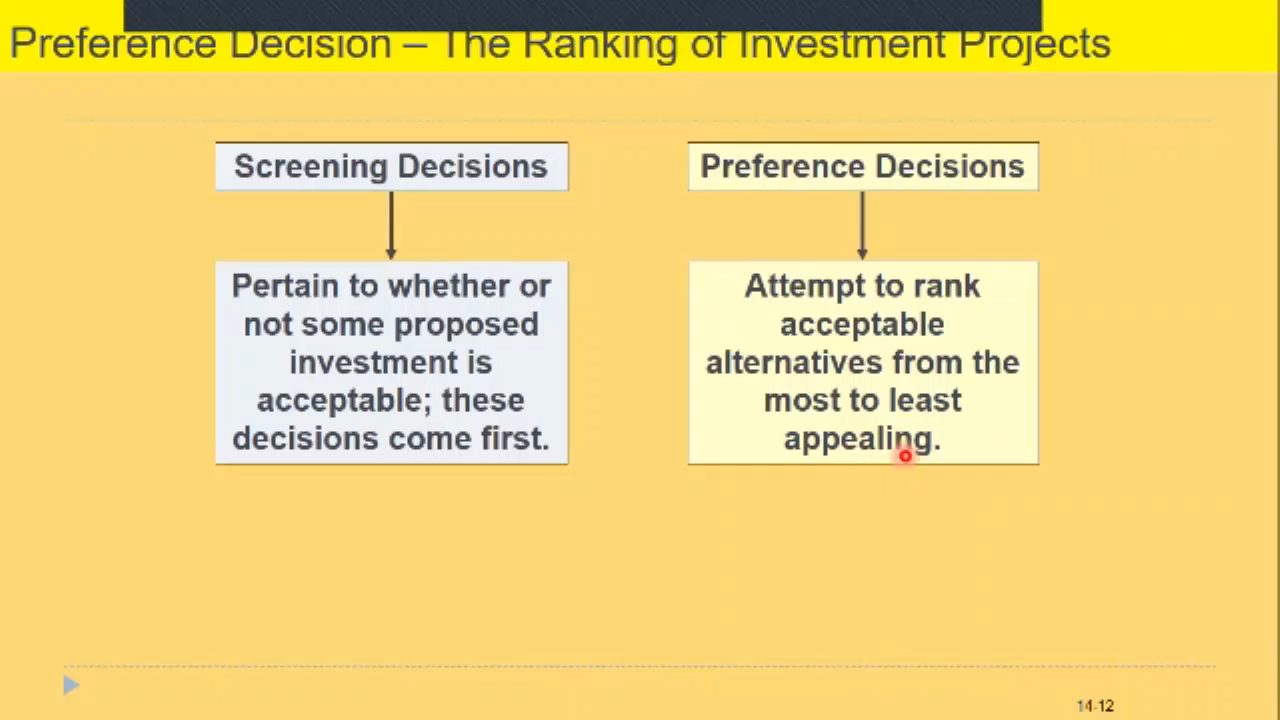 Preference Decision – The Ranking of Investment Projects
Screening Decisions
Pertain to whether or
not some proposed
investment is
acceptable; these
decisions come first.
Preference Decisions
Attempt to rank
acceptable
alternatives from the
most to least
appealing.
14-12